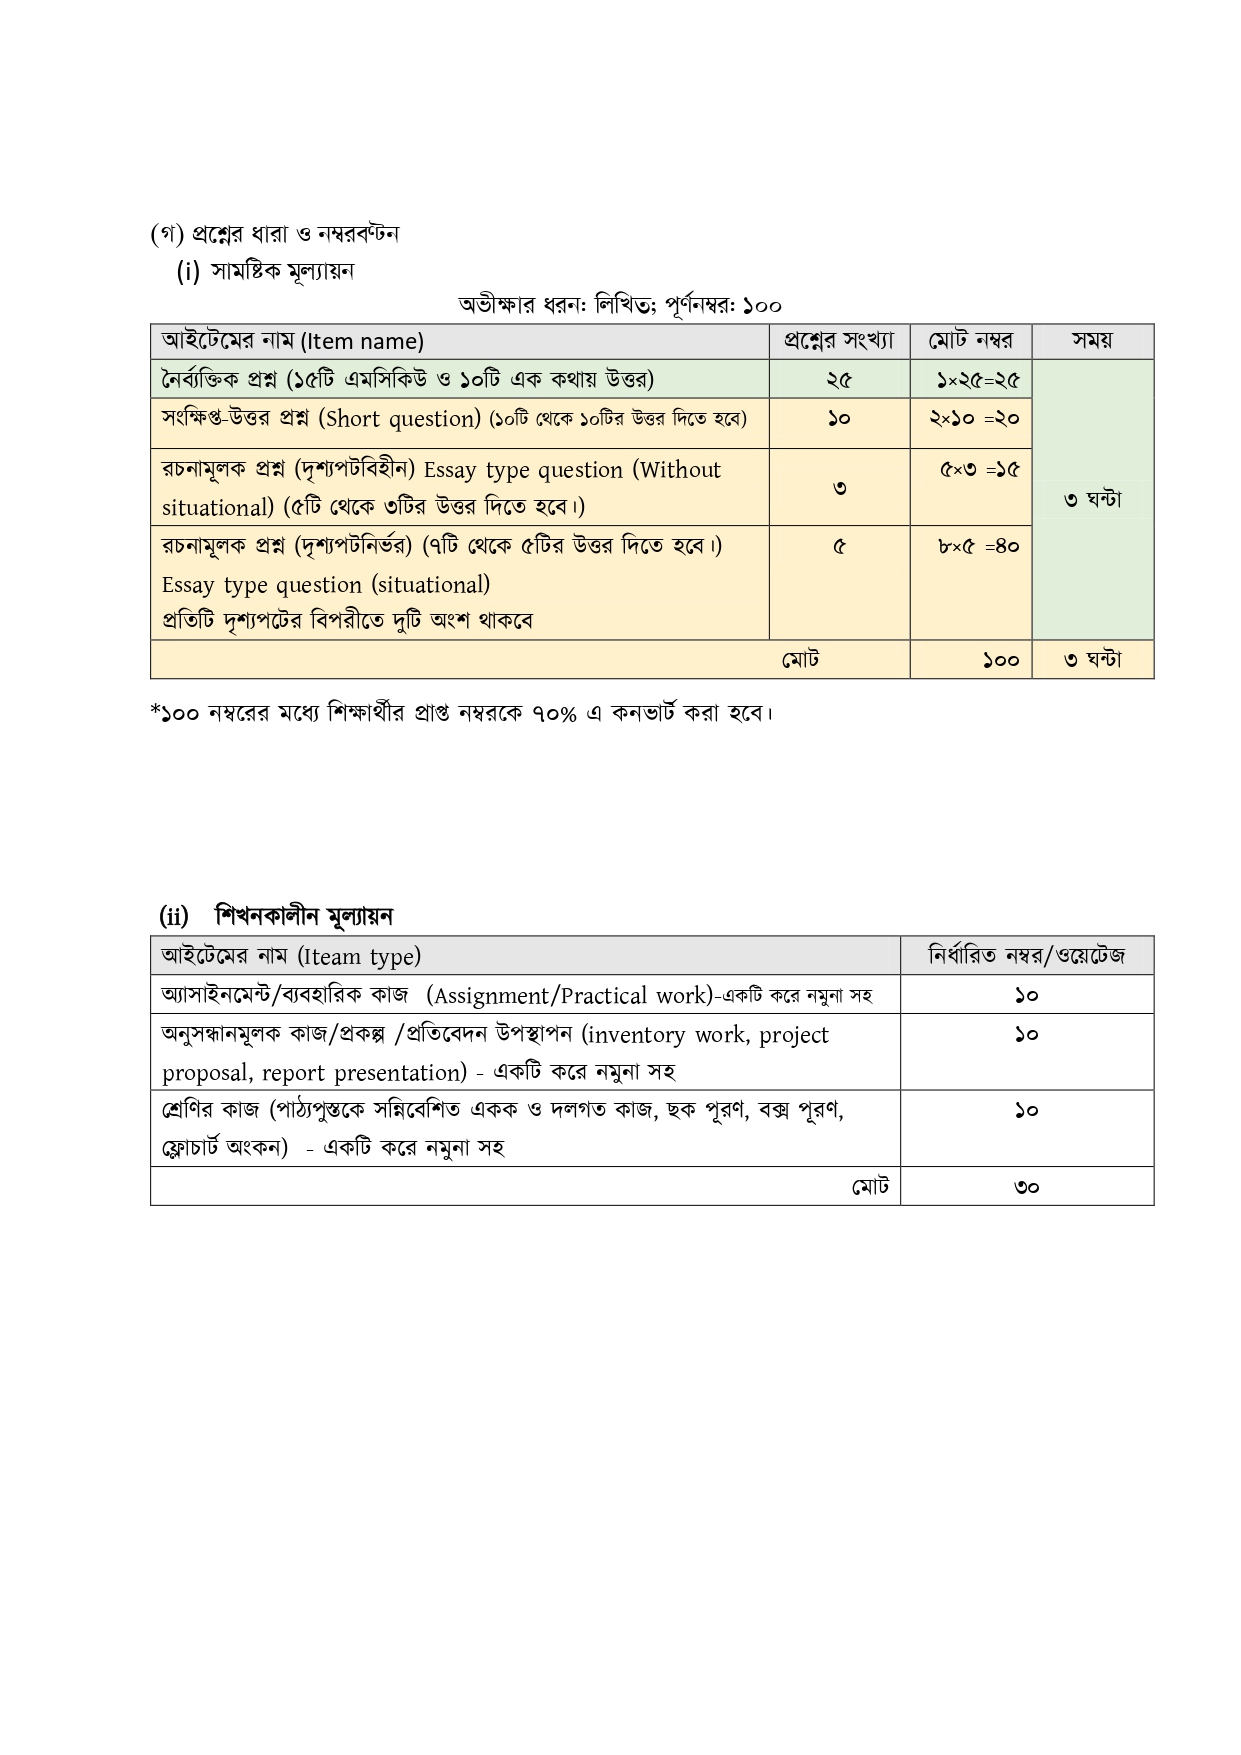 (গ) প্রশ্নের ধারা ও নম্বরবণ্টন
(i) সামষ্টিক মূল্যায়ন
অভীক্ষার ধরন: লিখিত; পূর্ণনম্বর: ১০০
আইটেমের নাম (Item name) প্রশ্নের সংখ্যা মোট নম্বর সময়
নৈর্ব্যক্তিক প্রশ্ন (১৫টি এমসিকিউ ও ১০টি এক কথায় উত্তর) ২৫ ১×২৫=২৫
সংক্ষিপ্ত-উত্তর প্রশ্ন (Short question) (১০টি থেকে ১০টির উত্তর দিতে হবে) ১০ ২×১০ =২০
রচনামূলক প্রশ্ন (দৃশ্যপটবিহীন) Essay type question (Without
situational) (৫টি থেকে ৩টির উত্তর দিতে হবে।) ৩ ৫×৩ =১৫ ৩ ঘন্টা
রচনামূলক প্রশ্ন (দৃশ্যপটনির্ভর) (৭টি থেকে ৫টির উত্তর দিতে হবে।) ৫ ৮×৫ =৪০
Essay type question (situational)
প্রতিটি দৃশ্যপটের বিপরীতে দুটি অংশ থাকবে
মোট ১০০ ৩ ঘন্টা
*১০০ নম্বরের মধ্যে শিক্ষার্থীর প্রাপ্ত নম্বরকে ৭০% এ কনভার্ট করা হবে।
(ii) শিখনকালীন মূল্যায়ন
আইটেমের নাম (Iteam type) নির্ধারিত নম্বর/ওয়েটেজ
অ্যাসাইনমেন্ট/ব্যবহারিক কাজ (Assignment/Practical work)-একটি করে নমুনা সহ ১০
অনুসন্ধানমূলক কাজ/প্রকল্প /প্রতিবেদন উপস্থাপন (inventory work, project ১০
proposal, report presentation) - একটি করে নমুনা সহ
শ্রেণির কাজ (পাঠ্যপুস্তকে সন্নিবেশিত একক ও দলগত কাজ, ছক পূরণ, বক্স পূরণ, ১০
ফ্লোচার্ট অংকন) - একটি করে নমুনা সহ
মোট ৩০